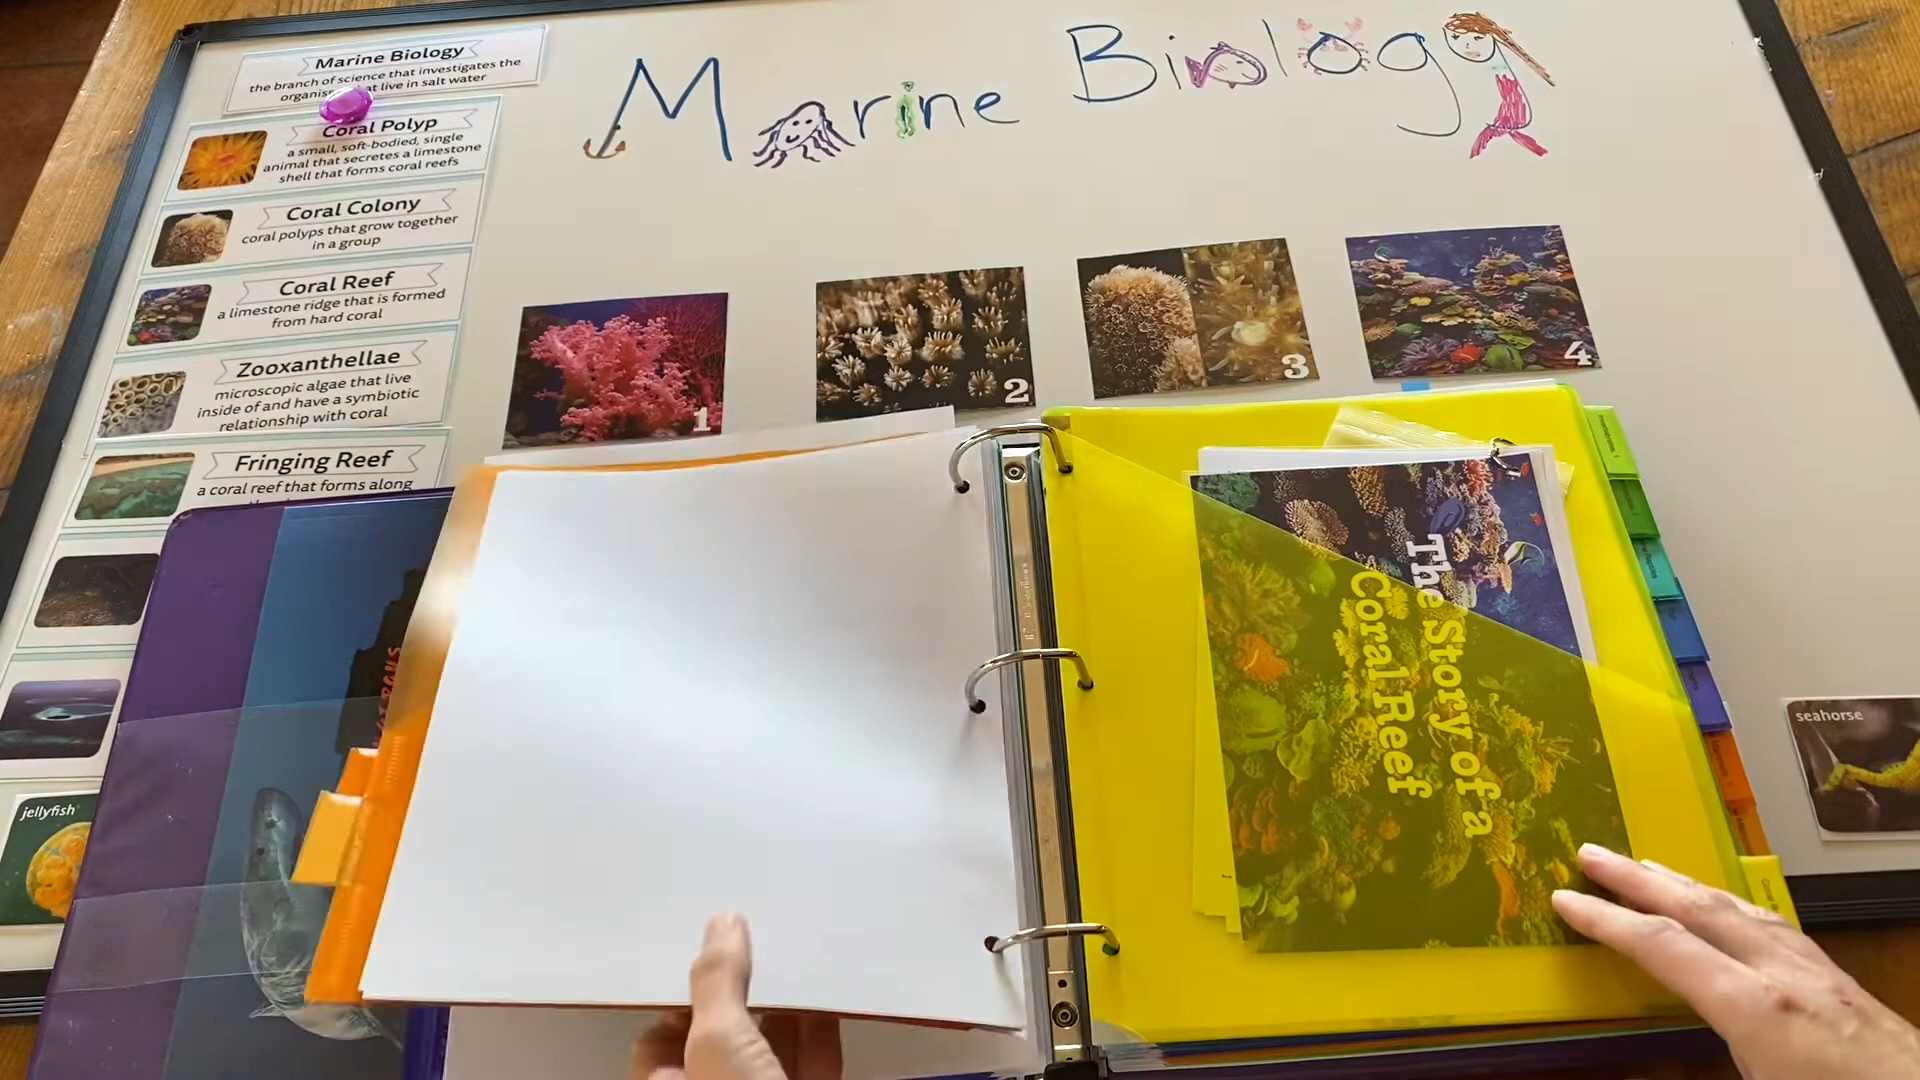 Marine Biology
Marine Biology
the branch of science that investigates the
at live in salt water
Coral Polyp
a small, soft-bodied, single
animal that secretes a limestone
shell that forms coral reefs
Coral Colony
coral polyps that grow together
in a group
Coral Reef
a limestone ridge that is formed
from hard coral
Zooxanthellae
microscopic algae that live
inside of and have a symbiotic
relationship with coral
Fringing Reef
a coral reef that forms along
1
2
3
4
The Story of a
Coral Reef
jellyfish
seahorse